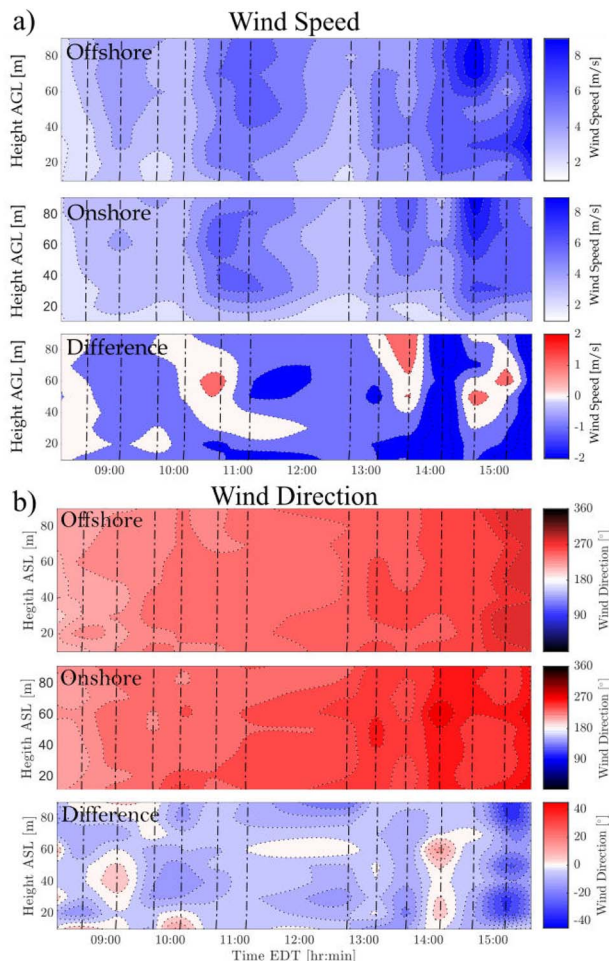 a)
Wind Speed
Offshore
Height AGL [m]
80
60
40
20
8
6
4
2
Wind Speed [m/s]
Onshore
Height AGL [m]
80
60
40
20
8
6
4
2
Wind Speed [m/s]
Difference
Height AGL [m]
80
60
40
20
2
1
0
-1
-2
Wind Speed [m/s]
09:00 10:00 11:00 12:00 13:00 14:00 15:00
b)
Wind Direction
Offshore
Hegith ASL [m]
80
60
40
20
360
270
180
90
Wind Direction [°]
Onshore
Hegith ASL [m]
80
60
40
20
360
270
180
90
Wind Direction [°]
Difference
Height ASL [m]
80
60
40
20
40
20
0
-20
-40
Wind Direction [°]
09:00 10:00 11:00 12:00 13:00 14:00 15:00
Time EDT [hr:min]